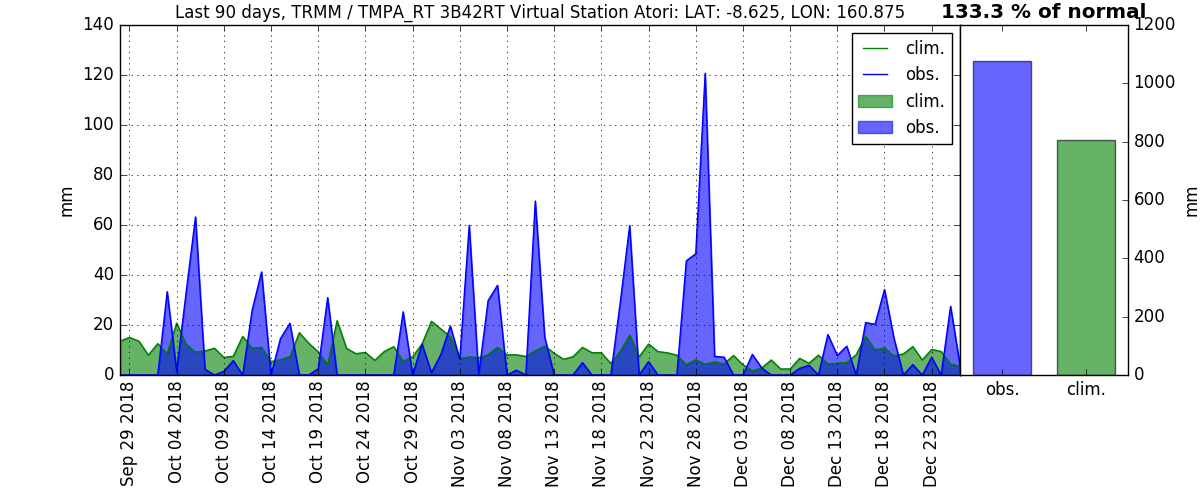 Last 90 days, TRMM / TMPA_RT 3B42RT Virtual Station Atori: LAT: -8.625, LON: 160.875
133.3 % of normal
140
120
100
80
60
40
20
0
mm
clim.
obs.
clim.
obs.
Sep 29 2018
Oct 04 2018
Oct 09 2018
Oct 14 2018
Oct 19 2018
Oct 24 2018
Oct 29 2018
Nov 03 2018
Nov 08 2018
Nov 13 2018
Nov 18 2018
Nov 23 2018
Nov 28 2018
Dec 03 2018
Dec 08 2018
Dec 13 2018
Dec 18 2018
Dec 23 2018
1200
1000
800
600
400
200
0
mm
obs.
clim.